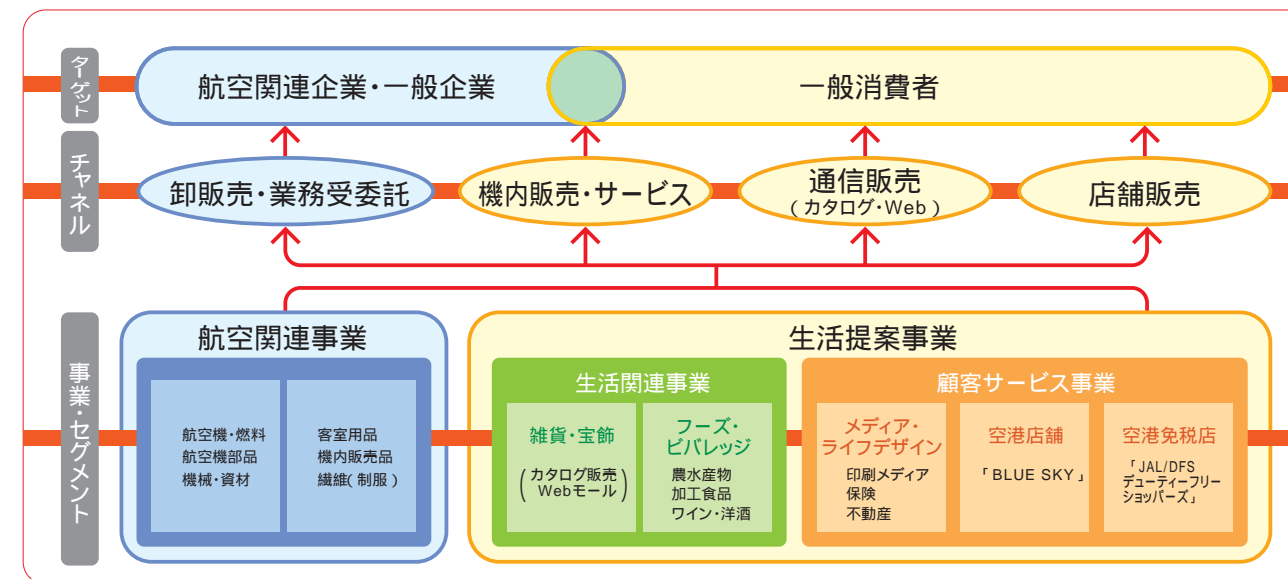 ターゲット
航空関連企業・一般企業
一般消費者
チャネル
卸販売・業務受委託
機内販売・サービス
通信販売
(カタログ・Web)
店舗販売
事業・セグメント
航空関連事業
航空機・燃料
航空機部品
機械・資材
客室用品
機内販売品
繊維(制服)
生活提案事業
生活関連事業
雑貨・宝飾
(カタログ販売
Webモール)
フーズ・
ビバレッジ
農水産物
加工食品
ワイン・洋酒
顧客サービス事業
メディア・
ライフデザイン
印刷メディア
保険
不動産
空港店舗
「BLUE SKY」
空港免税店
「JAL/DFS
デューティーフリー
ショッパーズ」